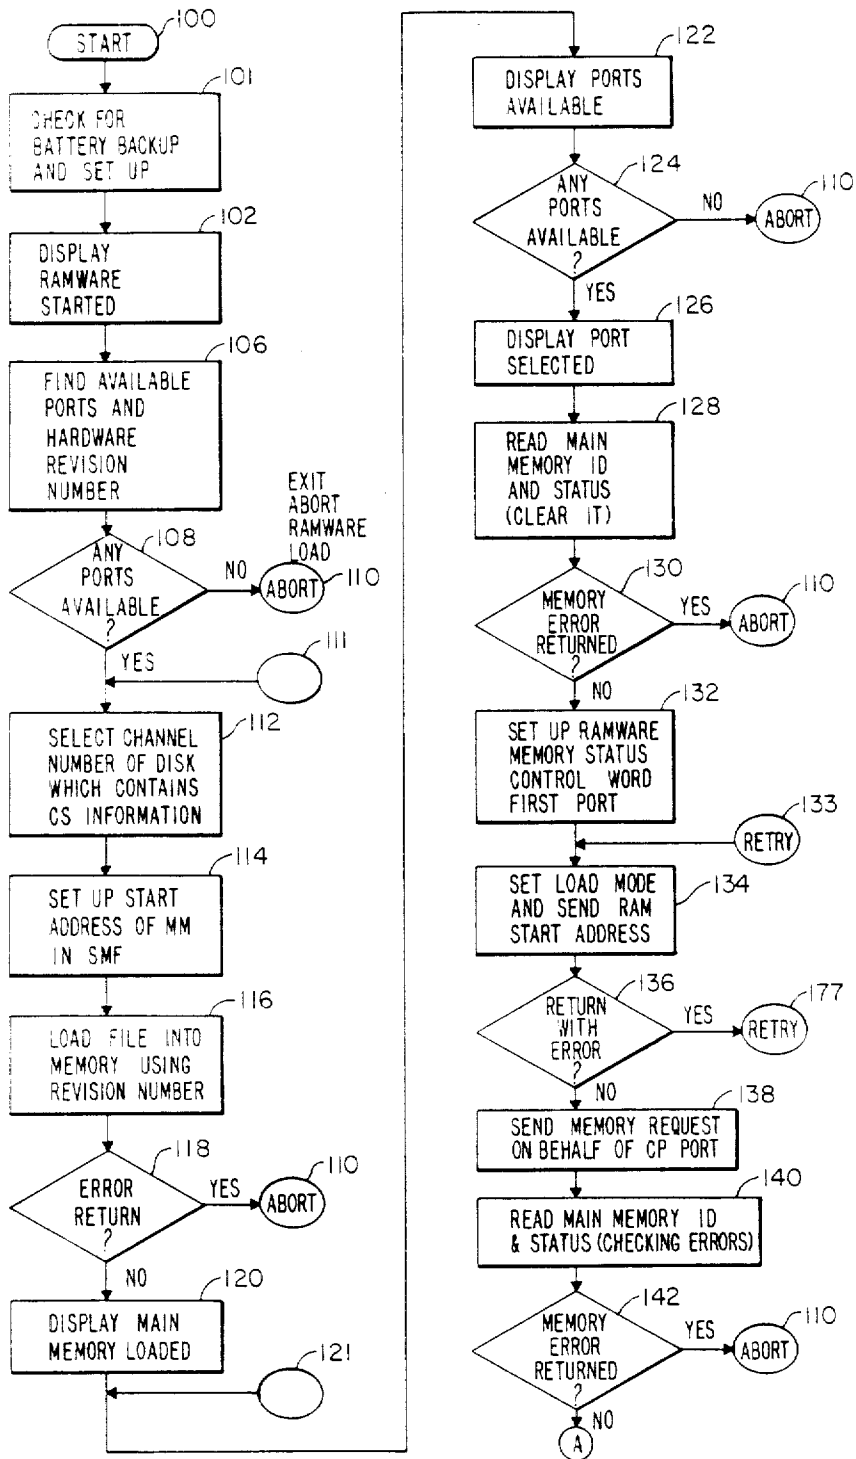 100
START
101
CHECK FOR
BATTERY BACKUP
AND SET UP
102
DISPLAY
RAMWARE
STARTED
106
FIND AVAILABLE
PORTS AND
HARDWARE
REVISION
NUMBER
108
ANY
PORTS
AVAILABLE
?
NO
EXIT
ABORT
RAMWARE
LOAD
ABORT
110
YES
111
112
SELECT CHANNEL
NUMBER OF DISK
WHICH CONTAINS
CS INFORMATION
114
SET UP START
ADDRESS OF MM
IN SMF
116
LOAD FILE INTO
MEMORY USING
REVISION NUMBER
118
ERROR
RETURN
?
YES
110
ABORT
NO
120
DISPLAY MAIN
MEMORY LOADED
121
122
DISPLAY PORTS
AVAILABLE
124
ANY
PORTS
AVAILABLE
?
NO
110
ABORT
YES
126
DISPLAY PORT
SELECTED
128
READ MAIN
MEMORY ID
AND STATUS
(CLEAR IT)
130
MEMORY
ERROR
RETURNED
?
YES
110
ABORT
NO
132
SET UP RAMWARE
MEMORY STATUS
CONTROL WORD
FIRST PORT
133
RETRY
134
SET LOAD MODE
AND SEND RAM
START ADDRESS
136
RETURN
WITH
ERROR
?
YES
177
RETRY
NO
138
SEND MEMORY REQUEST
ON BEHALF OF CP PORT
140
READ MAIN MEMORY ID
& STATUS (CHECKING ERRORS)
142
MEMORY
ERROR
RETURNED
?
YES
110
ABORT
NO
A